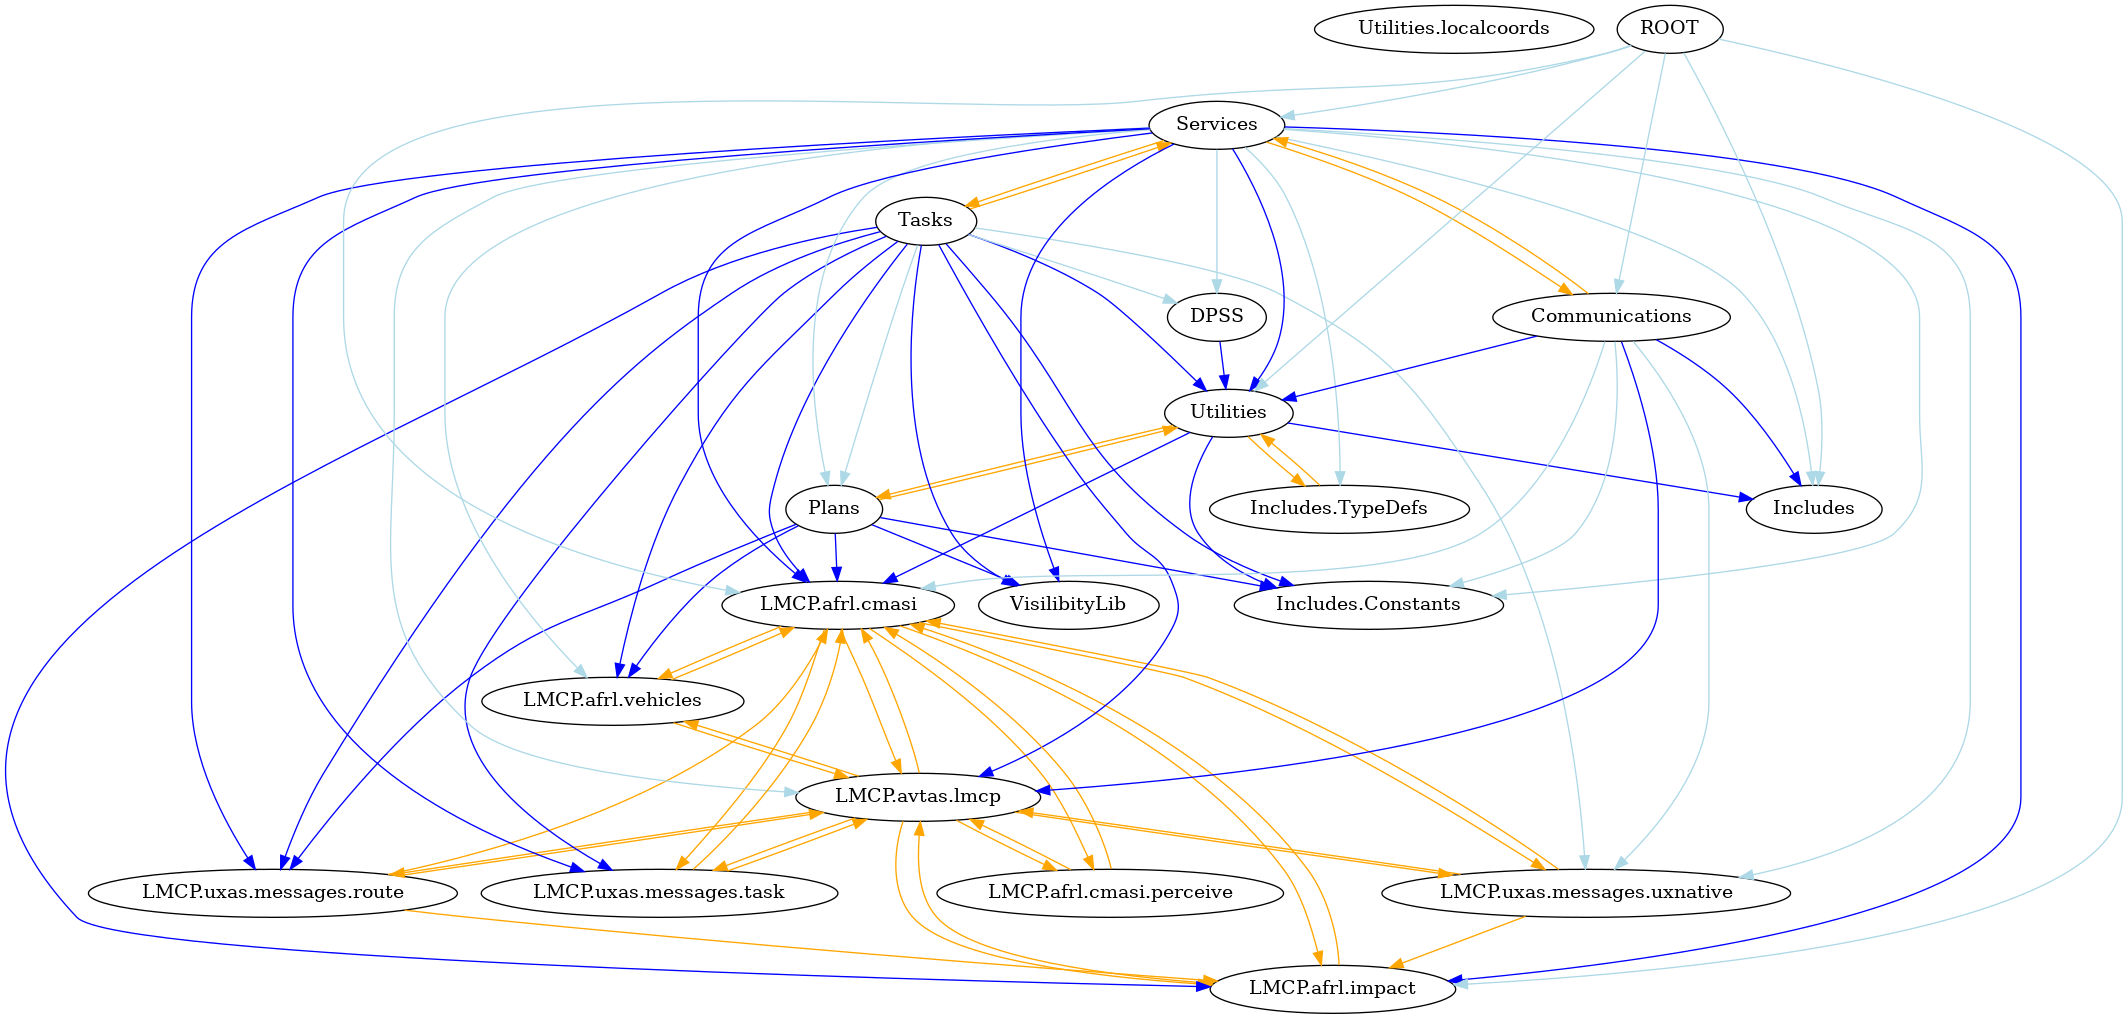 Utilities.localcoords
ROOT
Services
Tasks
DPSS
Communications
Utilities
Plans
Includes.TypeDefs
Includes
LMCP.afrl.cmasi
VisilibityLib
Includes.Constants
LMCP.afrl.vehicles
LMCP.avtas.lmcp
LMCP.uxas.messages.route
LMCP.uxas.messages.task
LMCP.afrl.cmasi.perceive
LMCP.uxas.messages.uxnative
LMCP.afrl.impact